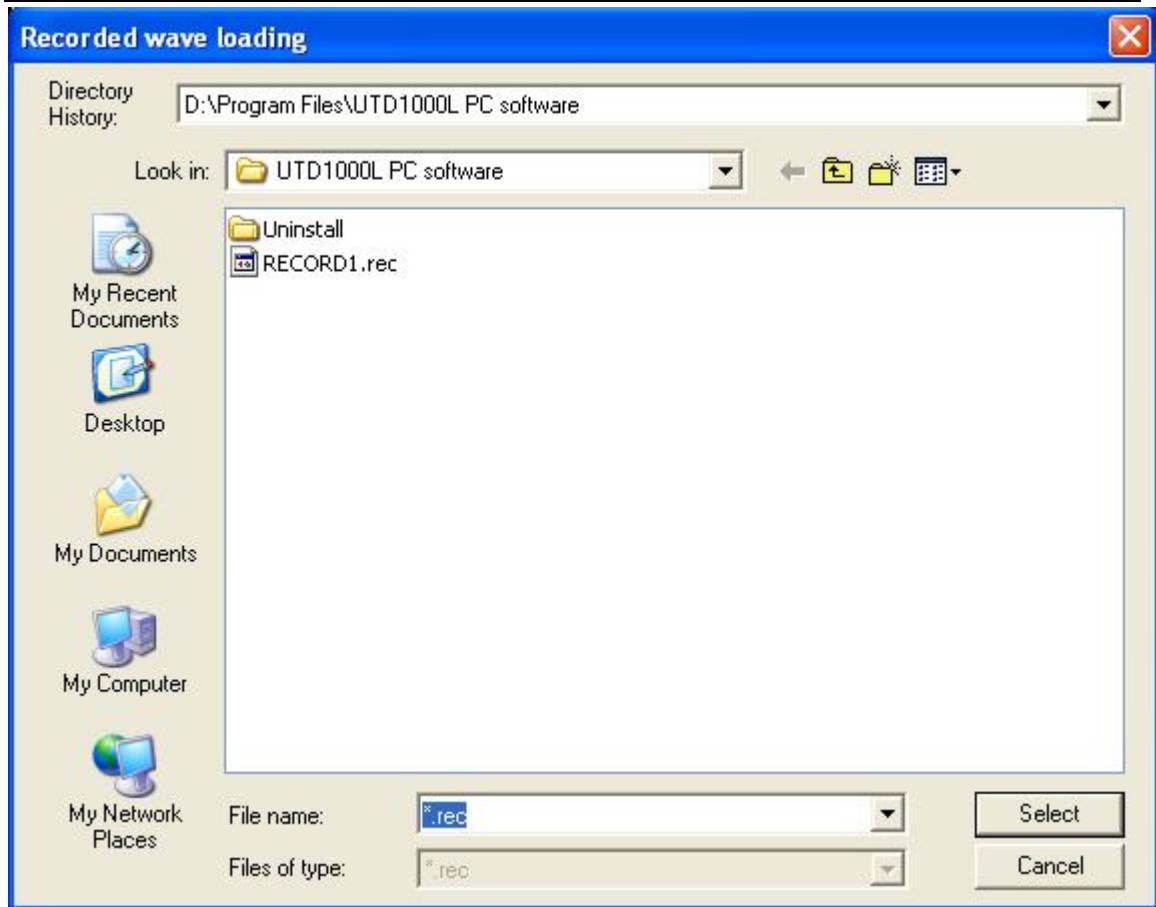 Recorded wave loading
Directory
History:
D:\Program Files\UTD1000L PC software
Look in:
UTD1000L PC software
Uninstall
RECORD1.rec
My Recent
Documents
Desktop
My Documents
My Computer
My Network
Places
File name:
*.rec
Select
Files of type:
*.rec
Cancel